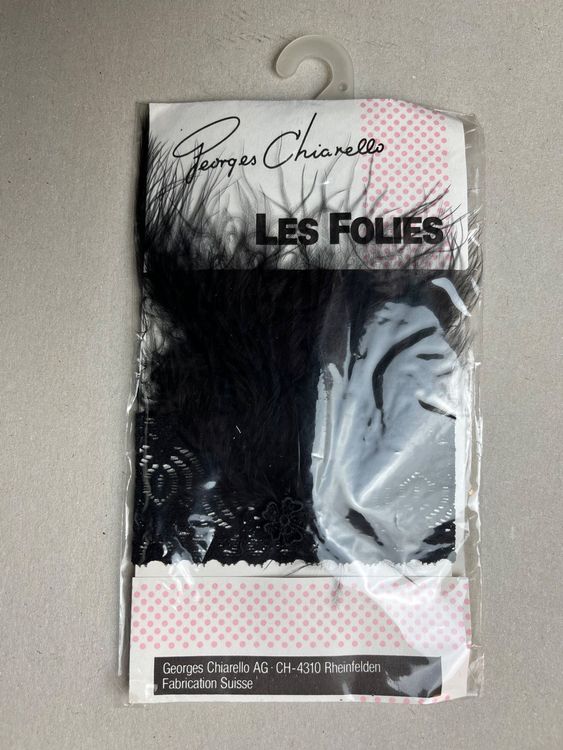 Georges Chiarello
LES FOLIES
Georges Chiarello AG · CH-4310 Rheinfelden
Fabrication Suisse